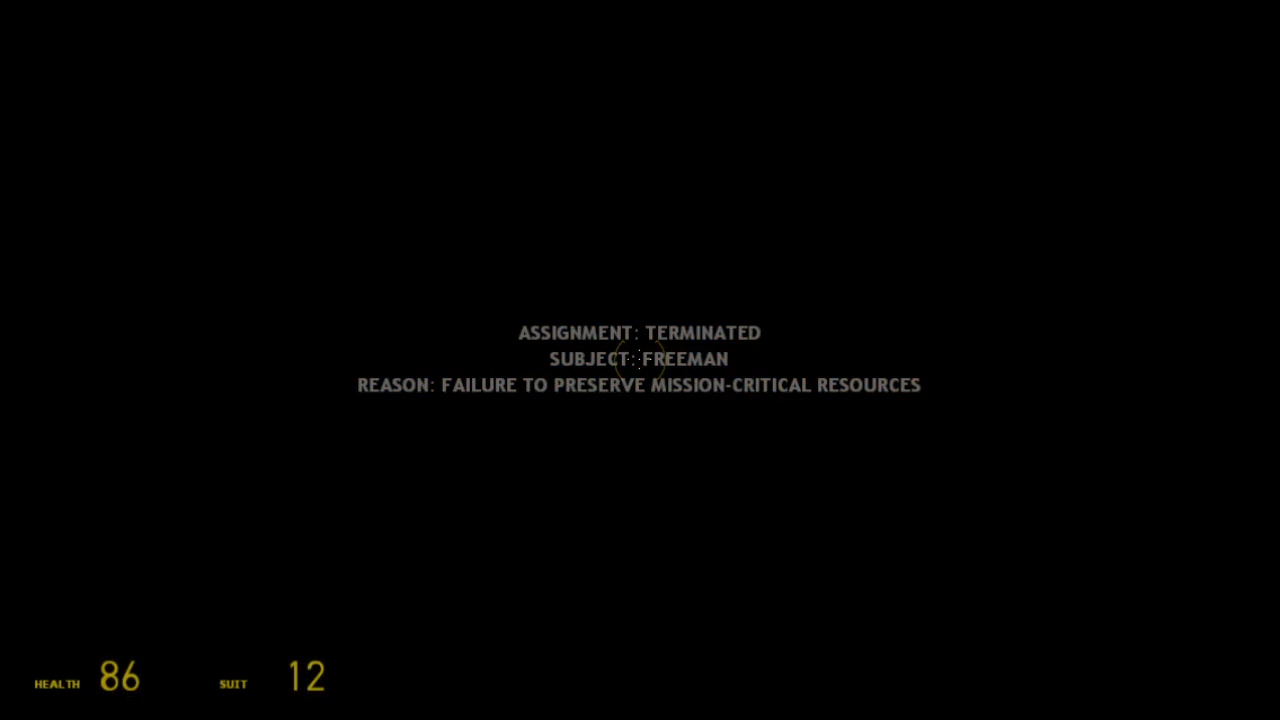 ASSIGNMENT: TERMINATED
SUBJECT: FREEMAN
REASON: FAILURE TO PRESERVE MISSION-CRITICAL RESOURCES
HEALTH 86 SUIT 12